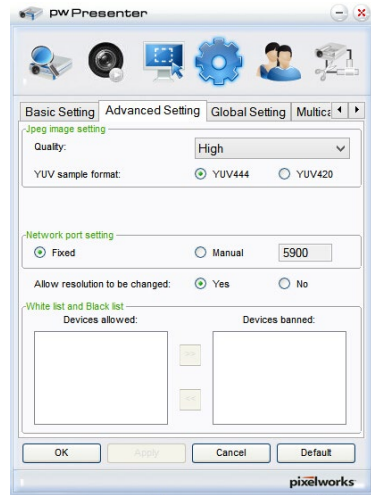 pwPresenter
Basic Setting Advanced Setting Global Setting Multica
Jpeg image setting
Quality: High
YUV sample format: YUV444 YUV420
Network port setting
Fixed Manual 5900
Allow resolution to be changed: Yes No
White list and Black list
Devices allowed: Devices banned:
>>
<<
OK Apply Cancel Default
pixelworks